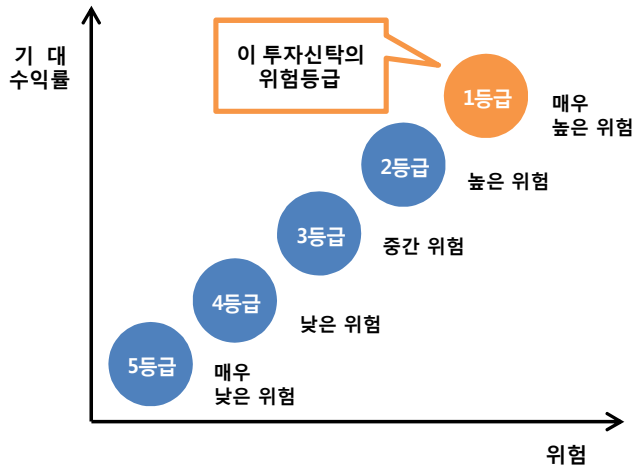 기 대
수익률
이 투자신탁의
위험등급
1등급
매우
높은 위험
2등급
높은 위험
3등급
중간 위험
4등급
낮은 위험
5등급
매우
낮은 위험
위험